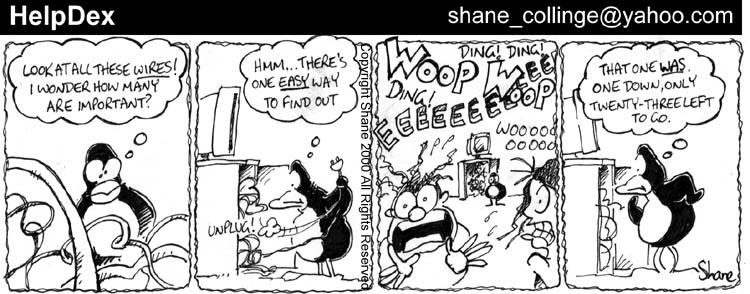 HelpDex
shane_collinge@yahoo.com
LOOK AT ALL THESE WIRES!
I WONDER HOW MANY
ARE IMPORTANT?
HMM...THERE'S
ONE EASY WAY
TO FIND OUT
UNPLUG!
Copyright Shane 2000 All Rights Reserved
DING! DING!
WOOP WEEE
DING!
EEEEEEEE WOOP
WOOOOO
OOOOO
THAT ONE WAS.
ONE DOWN, ONLY
TWENTY-THREE LEFT
TO GO.
Shane